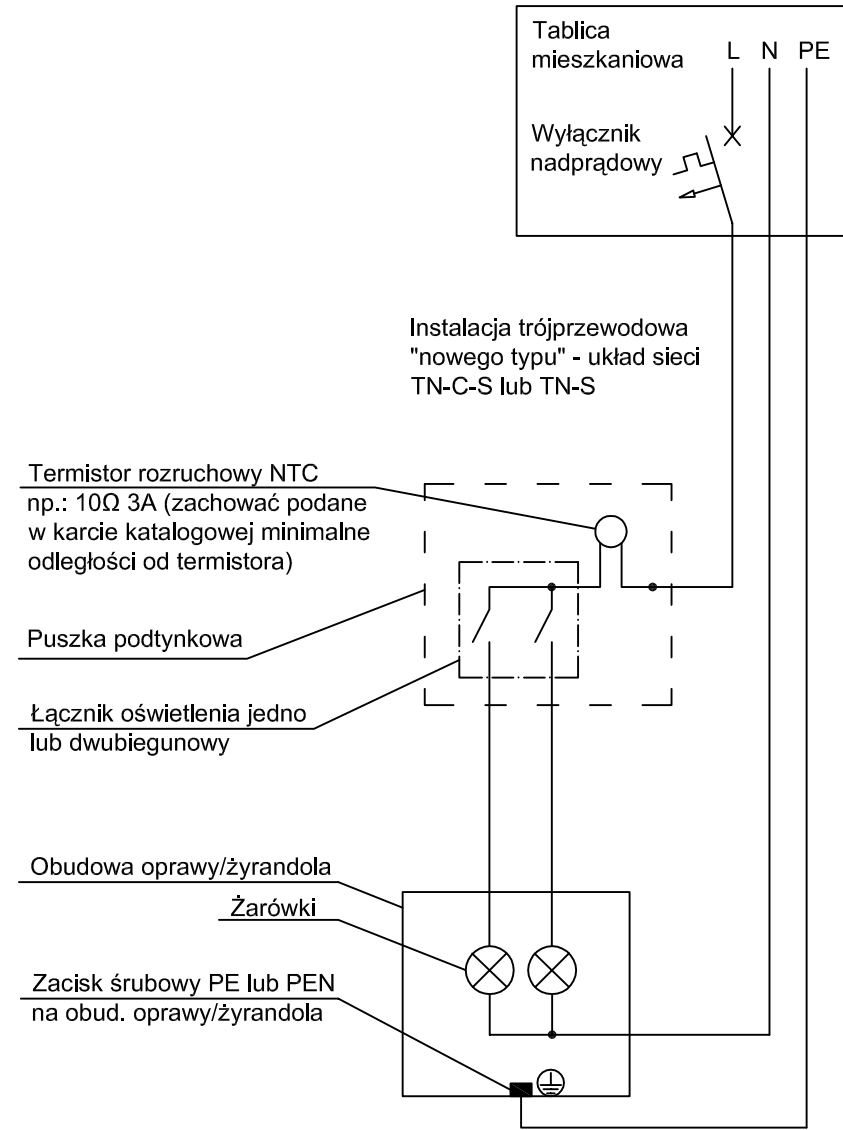 Tablica
mieszkaniowa
L N PE
Wyłącznik
nadprądowy
Instalacja trójprzewodowa
"nowego typu" - układ sieci
TN-C-S lub TN-S
Termistor rozruchowy NTC
np.: 10Ω 3A (zachować podane
w karcie katalogowej minimalne
odległości od termistora)
Puszka podtynkowa
Łącznik oświetlenia jedno
lub dwubiegunowy
Obudowa oprawy/żyrandola
Żarówki
Zacisk śrubowy PE lub PEN
na obud. oprawy/żyrandola